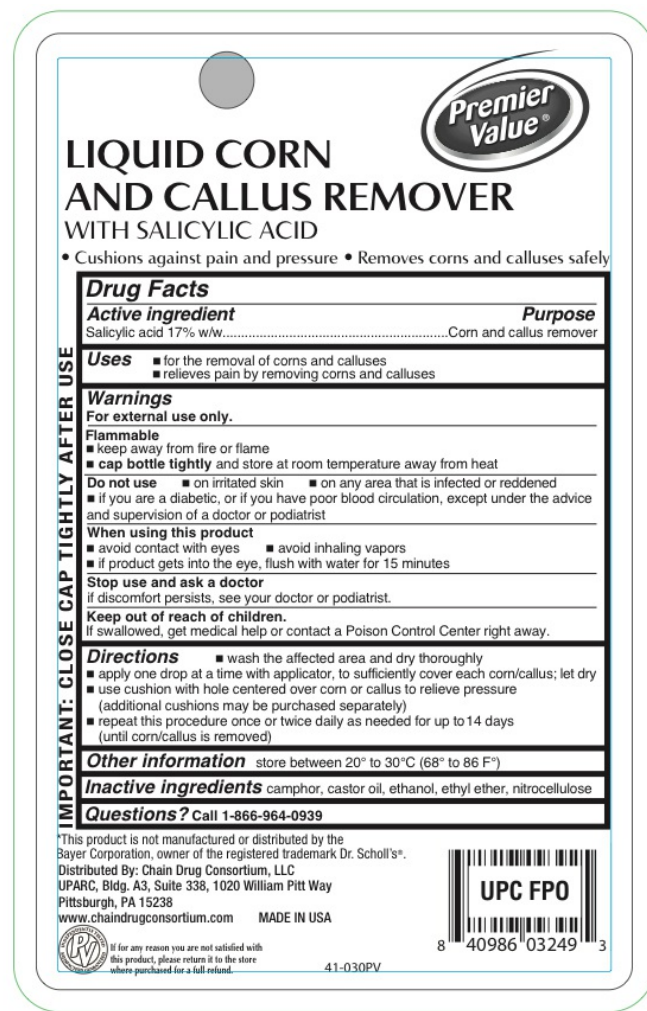 Premier
Value®
LIQUID CORN
AND CALLUS REMOVER
WITH SALICYLIC ACID
• Cushions against pain and pressure • Removes corns and calluses safely
IMPORTANT: CLOSE CAP TIGHTLY AFTER USE
Drug Facts
Active ingredient Purpose
Salicylic acid 17% w/w.............................................................Corn and callus remover
Uses ■ for the removal of corns and calluses
■ relieves pain by removing corns and calluses
Warnings
For external use only.
Flammable
■ keep away from fire or flame
■ cap bottle tightly and store at room temperature away from heat
Do not use ■ on irritated skin ■ on any area that is infected or reddened
■ if you are a diabetic, or if you have poor blood circulation, except under the advice
and supervision of a doctor or podiatrist
When using this product
■ avoid contact with eyes ■ avoid inhaling vapors
■ if product gets into the eye, flush with water for 15 minutes
Stop use and ask a doctor
if discomfort persists, see your doctor or podiatrist.
Keep out of reach of children.
If swallowed, get medical help or contact a Poison Control Center right away.
Directions ■ wash the affected area and dry thoroughly
■ apply one drop at a time with applicator, to sufficiently cover each corn/callus; let dry
■ use cushion with hole centered over corn or callus to relieve pressure
(additional cushions may be purchased separately)
■ repeat this procedure once or twice daily as needed for up to 14 days
(until corn/callus is removed)
Other information store between 20° to 30°C (68° to 86 F°)
Inactive ingredients camphor, castor oil, ethanol, ethyl ether, nitrocellulose
Questions? Call 1-866-964-0939
*This product is not manufactured or distributed by the
Bayer Corporation, owner of the registered trademark Dr. Scholl's®.
Distributed By: Chain Drug Consortium, LLC
UPARC, Bldg. A3, Suite 338, 1020 William Pitt Way
Pittsburgh, PA 15238
www.chaindrugconsortium.com MADE IN USA
PV
If for any reason you are not satisfied with
this product, please return it to the store
where purchased for a full refund.
41-030PV
UPC FPO
8 40986 03249 3